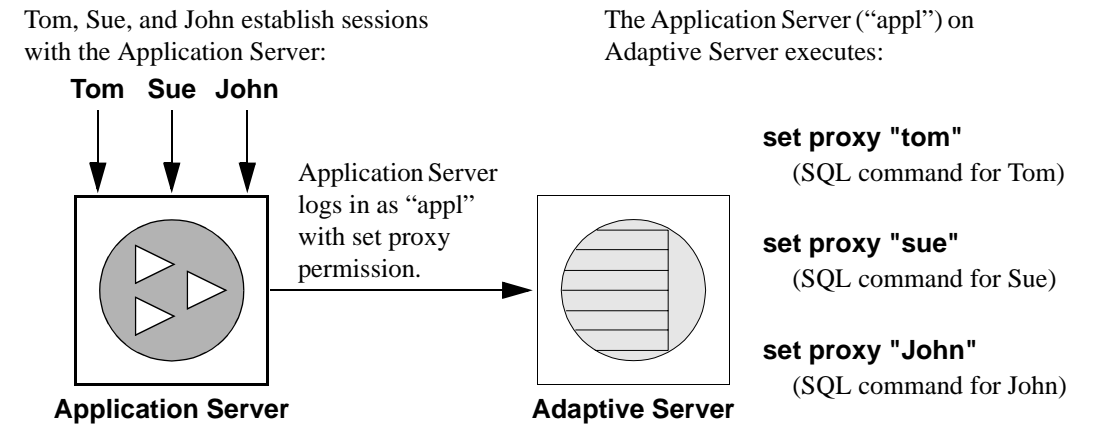 Tom, Sue, and John establish sessions
with the Application Server:
The Application Server (“appl”) on
Adaptive Server executes:
Tom Sue John
Application Server
logs in as “appl”
with set proxy
permission.
set proxy "tom"
(SQL command for Tom)
set proxy "sue"
(SQL command for Sue)
set proxy "John"
(SQL command for John)
Application Server
Adaptive Server